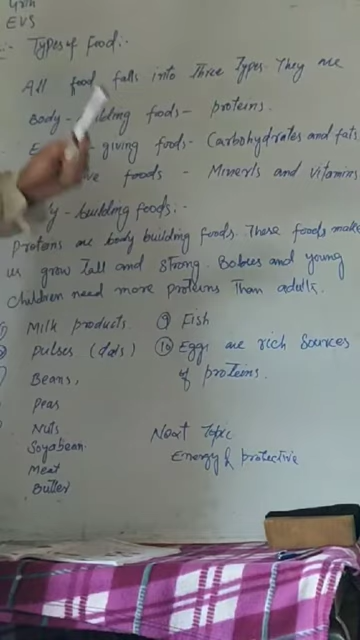 EVS
Types of Food:-
All food falls into Three Types. They are
Body - building foods - proteins.
- giving foods - Carbohydrates and fats
foods - Minerls and vitamins
- building foods:-
Proteins are body building foods. These foods make
us grow Tall and strong. Babies and young
children need more proteins Than adults.
Milk products. ⑨ Fish
Pulses (dals) ⑩ Eggs are rich Sources
of proteins.
Beans,
Peas
Nuts
Soyabean.
Meat
Butter
Next Topic
Energy & protective